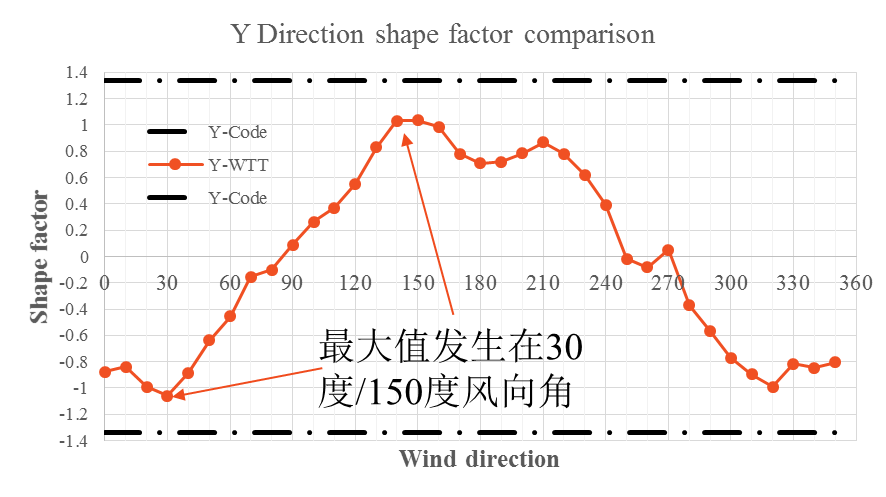 Y Direction shape factor comparison
1.4
1.2
1
0.8
0.6
0.4
0.2
0
-0.2
-0.4
-0.6
-0.8
-1
-1.2
-1.4
Shape factor
Y-Code
Y-WTT
Y-Code
0 30 60 90 120 150 180 210 240 270 300 330 360
最大值发生在30
度/150度风向角
Wind direction